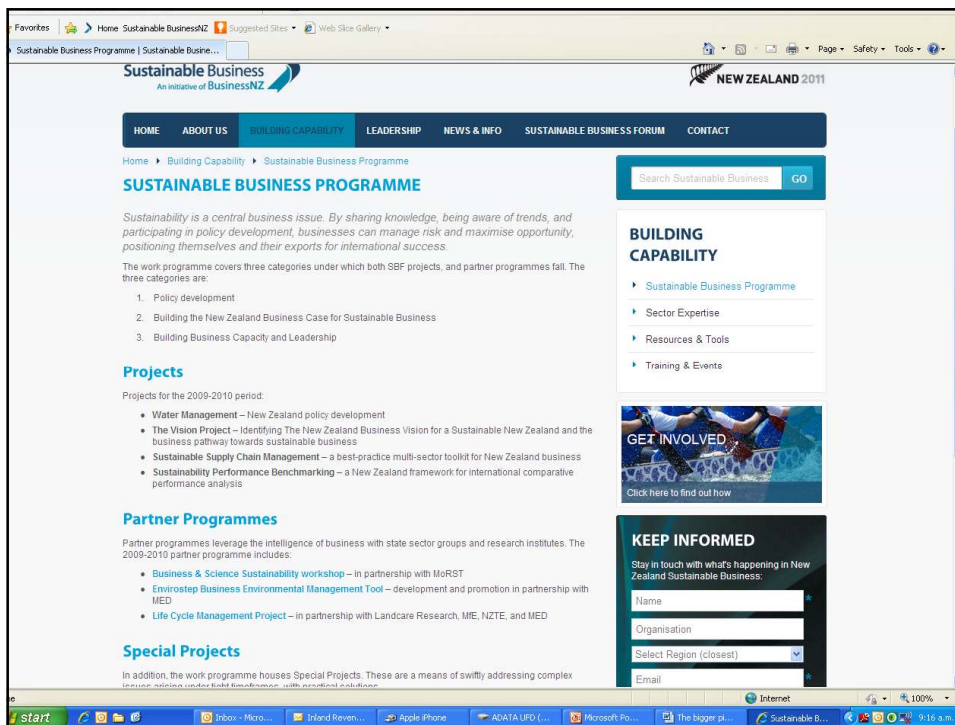 Favorites Home Sustainable BusinessNZ Suggested Sites Web Slice Gallery
Sustainable Business Programme | Sustainable Busine...
Page Safety Tools
Sustainable Business
An initiative of BusinessNZ
NEW ZEALAND 2011
HOME ABOUT US BUILDING CAPABILITY LEADERSHIP NEWS & INFO SUSTAINABLE BUSINESS FORUM CONTACT
Home Building Capability Sustainable Business Programme
SUSTAINABLE BUSINESS PROGRAMME
Sustainability is a central business issue. By sharing knowledge, being aware of trends, and
participating in policy development, businesses can manage risk and maximise opportunity,
positioning themselves and their exports for international success.
The work programme covers three categories under which both SBF projects, and partner programmes fall. The
three categories are:
1. Policy development
2. Building the New Zealand Business Case for Sustainable Business
3. Building Business Capacity and Leadership
Projects
Projects for the 2009-2010 period:
• Water Management – New Zealand policy development
• The Vision Project – Identifying The New Zealand Business Vision for a Sustainable New Zealand and the
business pathway towards sustainable business
• Sustainable Supply Chain Management – a best-practice multi-sector toolkit for New Zealand business
• Sustainability Performance Benchmarking – a New Zealand framework for international comparative
performance analysis
Partner Programmes
Partner programmes leverage the intelligence of business with state sector groups and research institutes. The
2009-2010 partner programme includes:
• Business & Science Sustainability workshop – in partnership with MoRST
• Envirostep Business Environmental Management Tool – development and promotion in partnership with
MED
• Life Cycle Management Project – in partnership with Landcare Research, MfE, NZTE, and MED
Special Projects
In addition, the work programme houses Special Projects. These are a means of swiftly addressing complex
issues arising under tight timeframes, with practical solutions.
Search Sustainable Business GO
BUILDING
CAPABILITY
Sustainable Business Programme
Sector Expertise
Resources & Tools
Training & Events
GET INVOLVED
Click here to find out how
KEEP INFORMED
Stay in touch with what's happening in New
Zealand Sustainable Business:
Name *
Organisation
Select Region (closest)
Email *
Internet 100%
start Inbox - Micro... Inland Reven... Apple iPhone ADATA UFD (... Microsoft Po... The bigger pi... Sustainable B... 9:16 a.m.